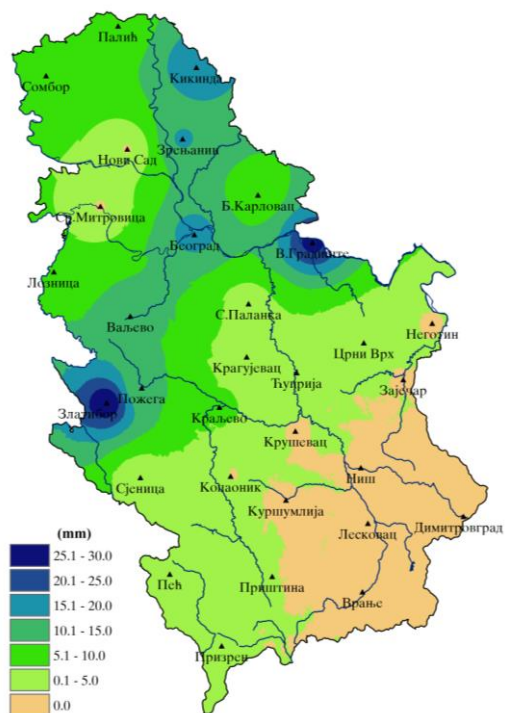 Палић
Сомбор
Кикинда
Зрењанин
Нови Сад
Ср.Митровица
Б.Карловац
Београд
В.Градиште
Лозница
Ваљево
С.Паланка
Неготин
Крагујевац
Црни Врх
Ћуприја
Зајечар
Пожега
Златибор
Краљево
Крушевац
Ниш
Сјеница
Копаоник
Куршумлија
Димитровград
Лесковац
Пећ
Приштина
Врање
Призрен
(mm)
25.1 - 30.0
20.1 - 25.0
15.1 - 20.0
10.1 - 15.0
5.1 - 10.0
0.1 - 5.0
0.0